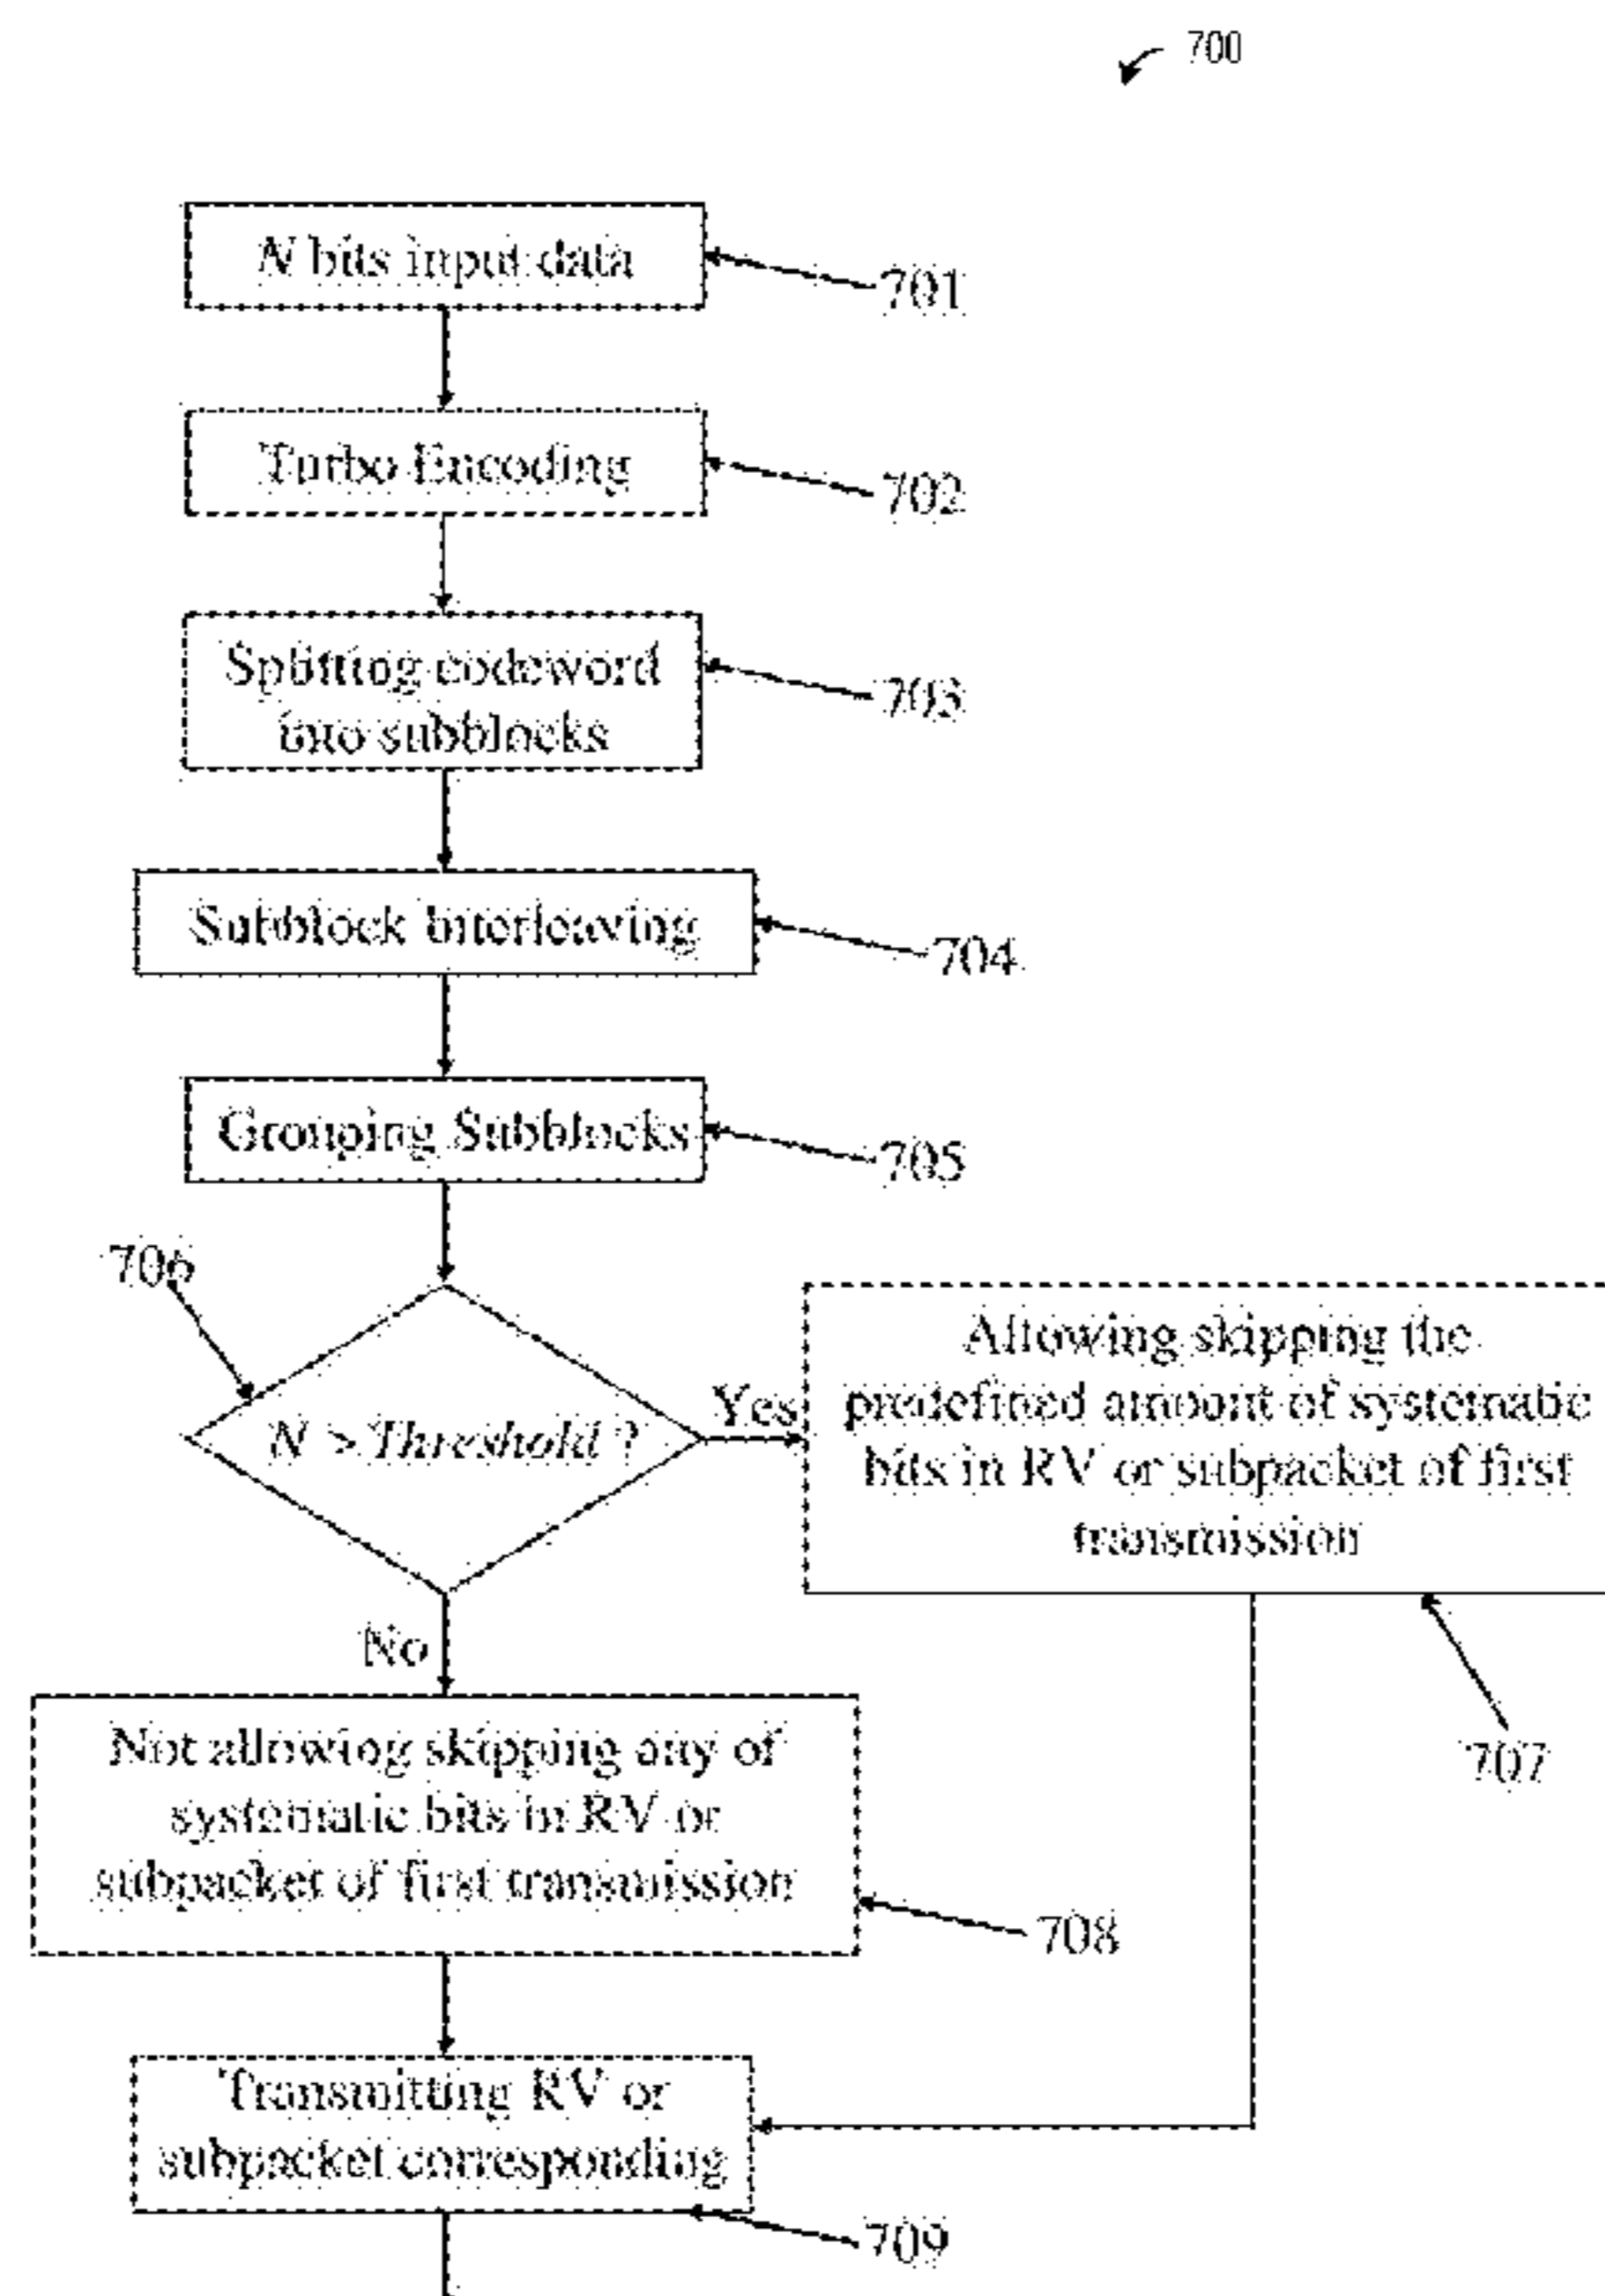 700
N bits input data
701
Turbo Encoding
702
Splitting codeword
into subblocks
703
Subblock Interleaving
704
Grouping Subblocks
705
706
N > Threshold ?
Yes
Allowing skipping the
predefined amount of systematic
bits in RV or subpacket of first
transmission
707
No
Not allowing skipping any of
systematic bits in RV or
subpacket of first transmission
708
Transmitting RV or
subpacket corresponding
709